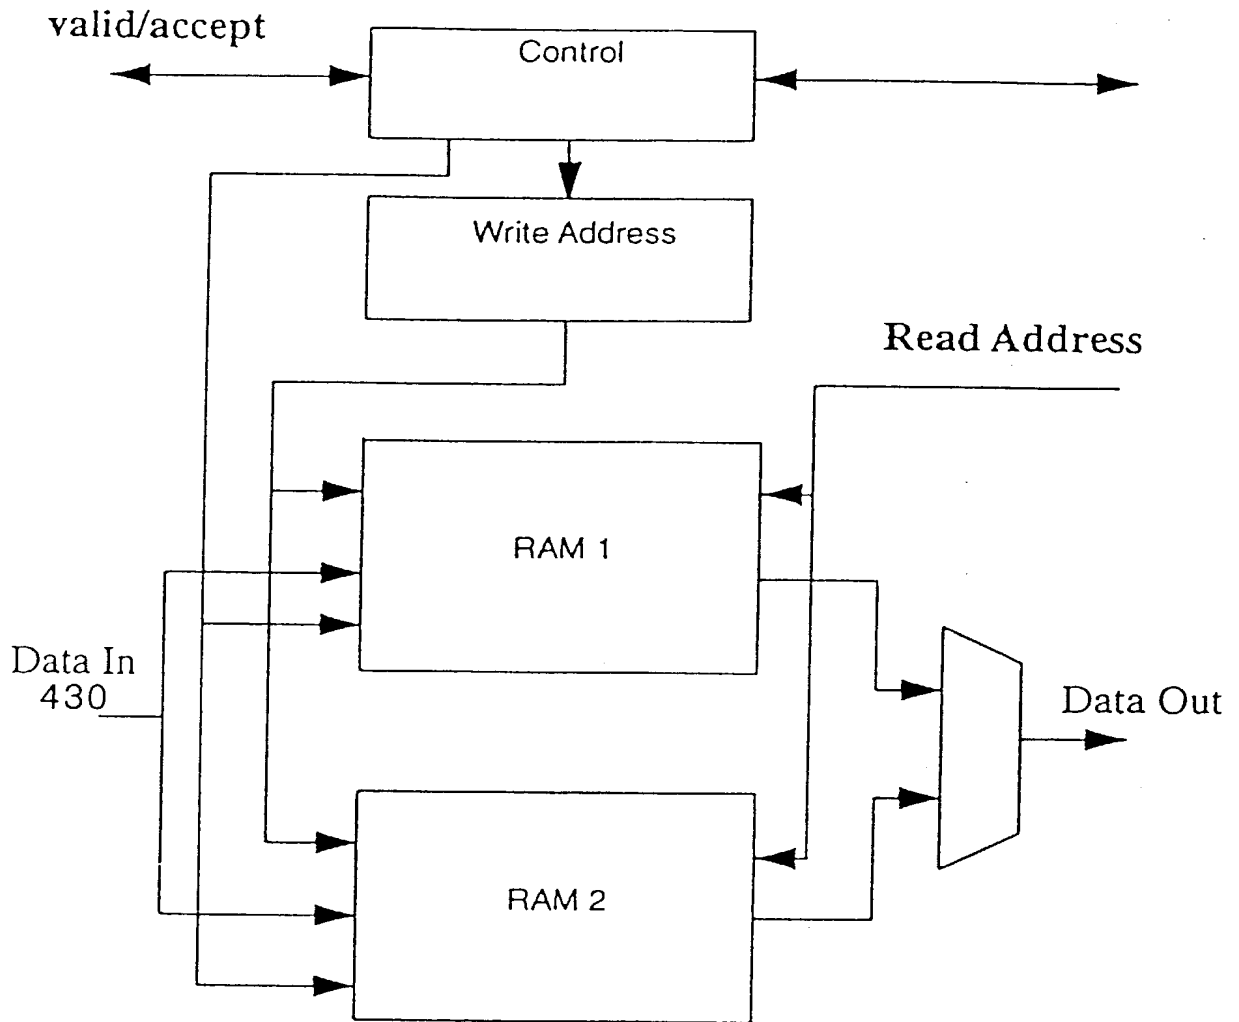 valid/accept
Control
Write Address
Read Address
RAM 1
Data In
430
Data Out
RAM 2